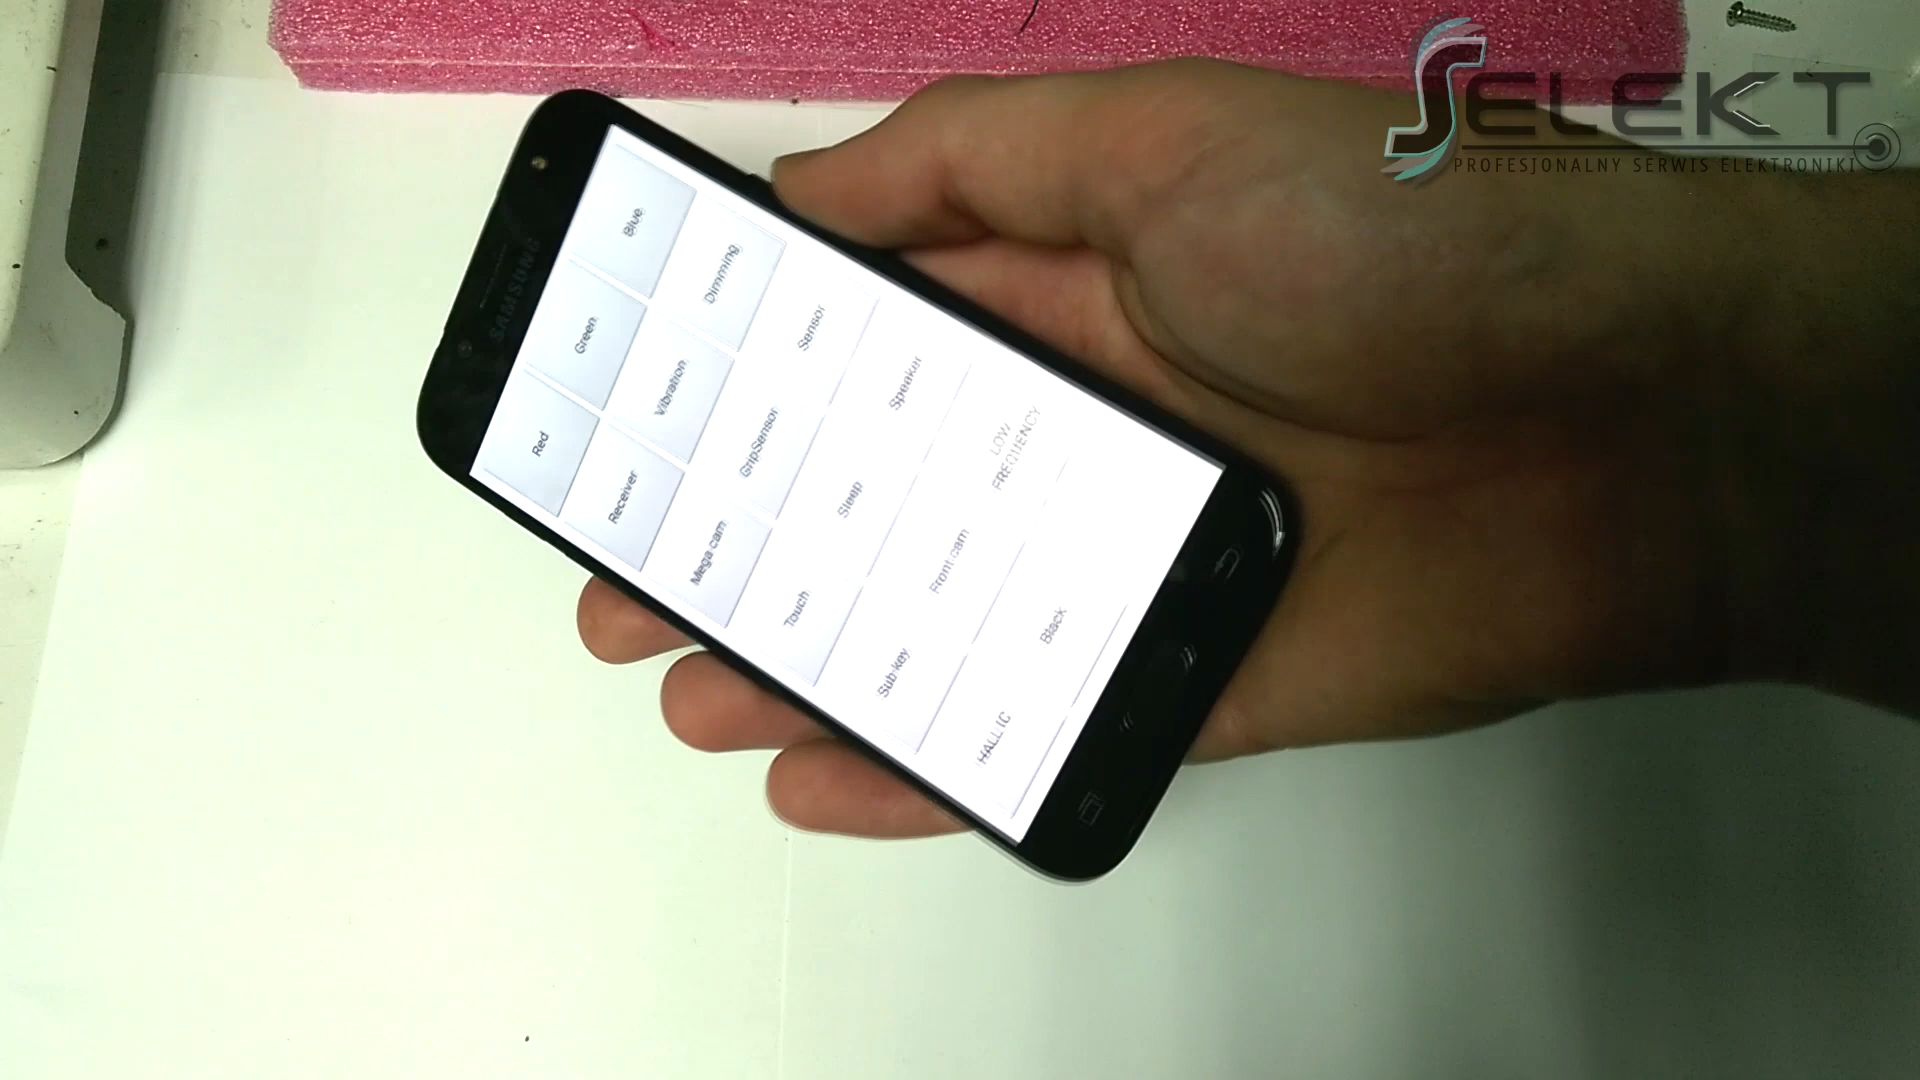 SELEKT
PROFESJONALNY SERWIS ELEKTRONIKI
SAMSUNG
Red
Green
Blue
Receiver
Vibration
Dimming
Mega cam
GripSensor
Sensor
Touch
Sleep
Speaker
Sub key
Front cam
LOW
FREQUENCY
HALL IC
Black